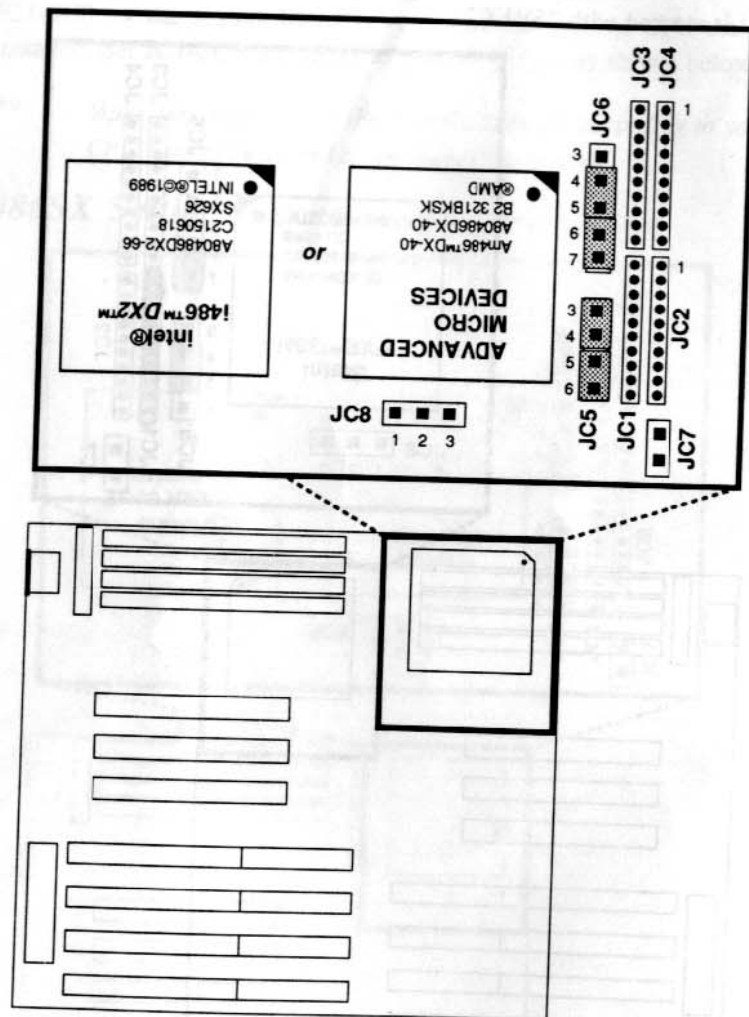 JC3
JC4
JC6
1
3
4
5
6
7
intel®
i486™ DX2™
A80486DX2-66
C2150618
SX626
INTEL®©1989
or
ADVANCED
MICRO
DEVICES
Am486™DX-40
A80486DX-40
B2 321BKSK
®AMD
1
3
4
5
6
JC2
JC8
1 2 3
JC5
JC1
JC7